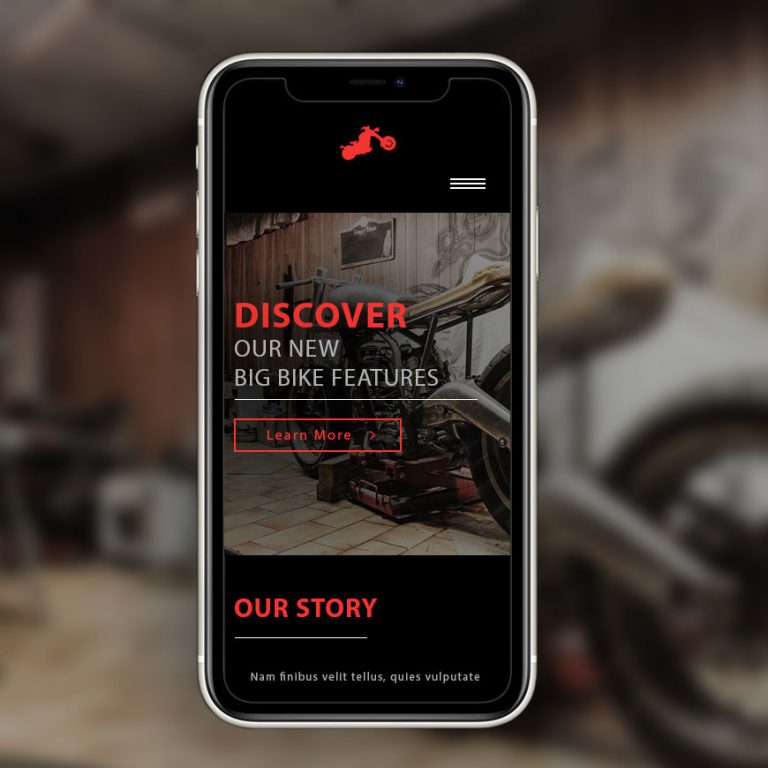 DISCOVER
OUR NEW
BIG BIKE FEATURES
Learn More >
OUR STORY
Nam finibus velit tellus, quies vulputate